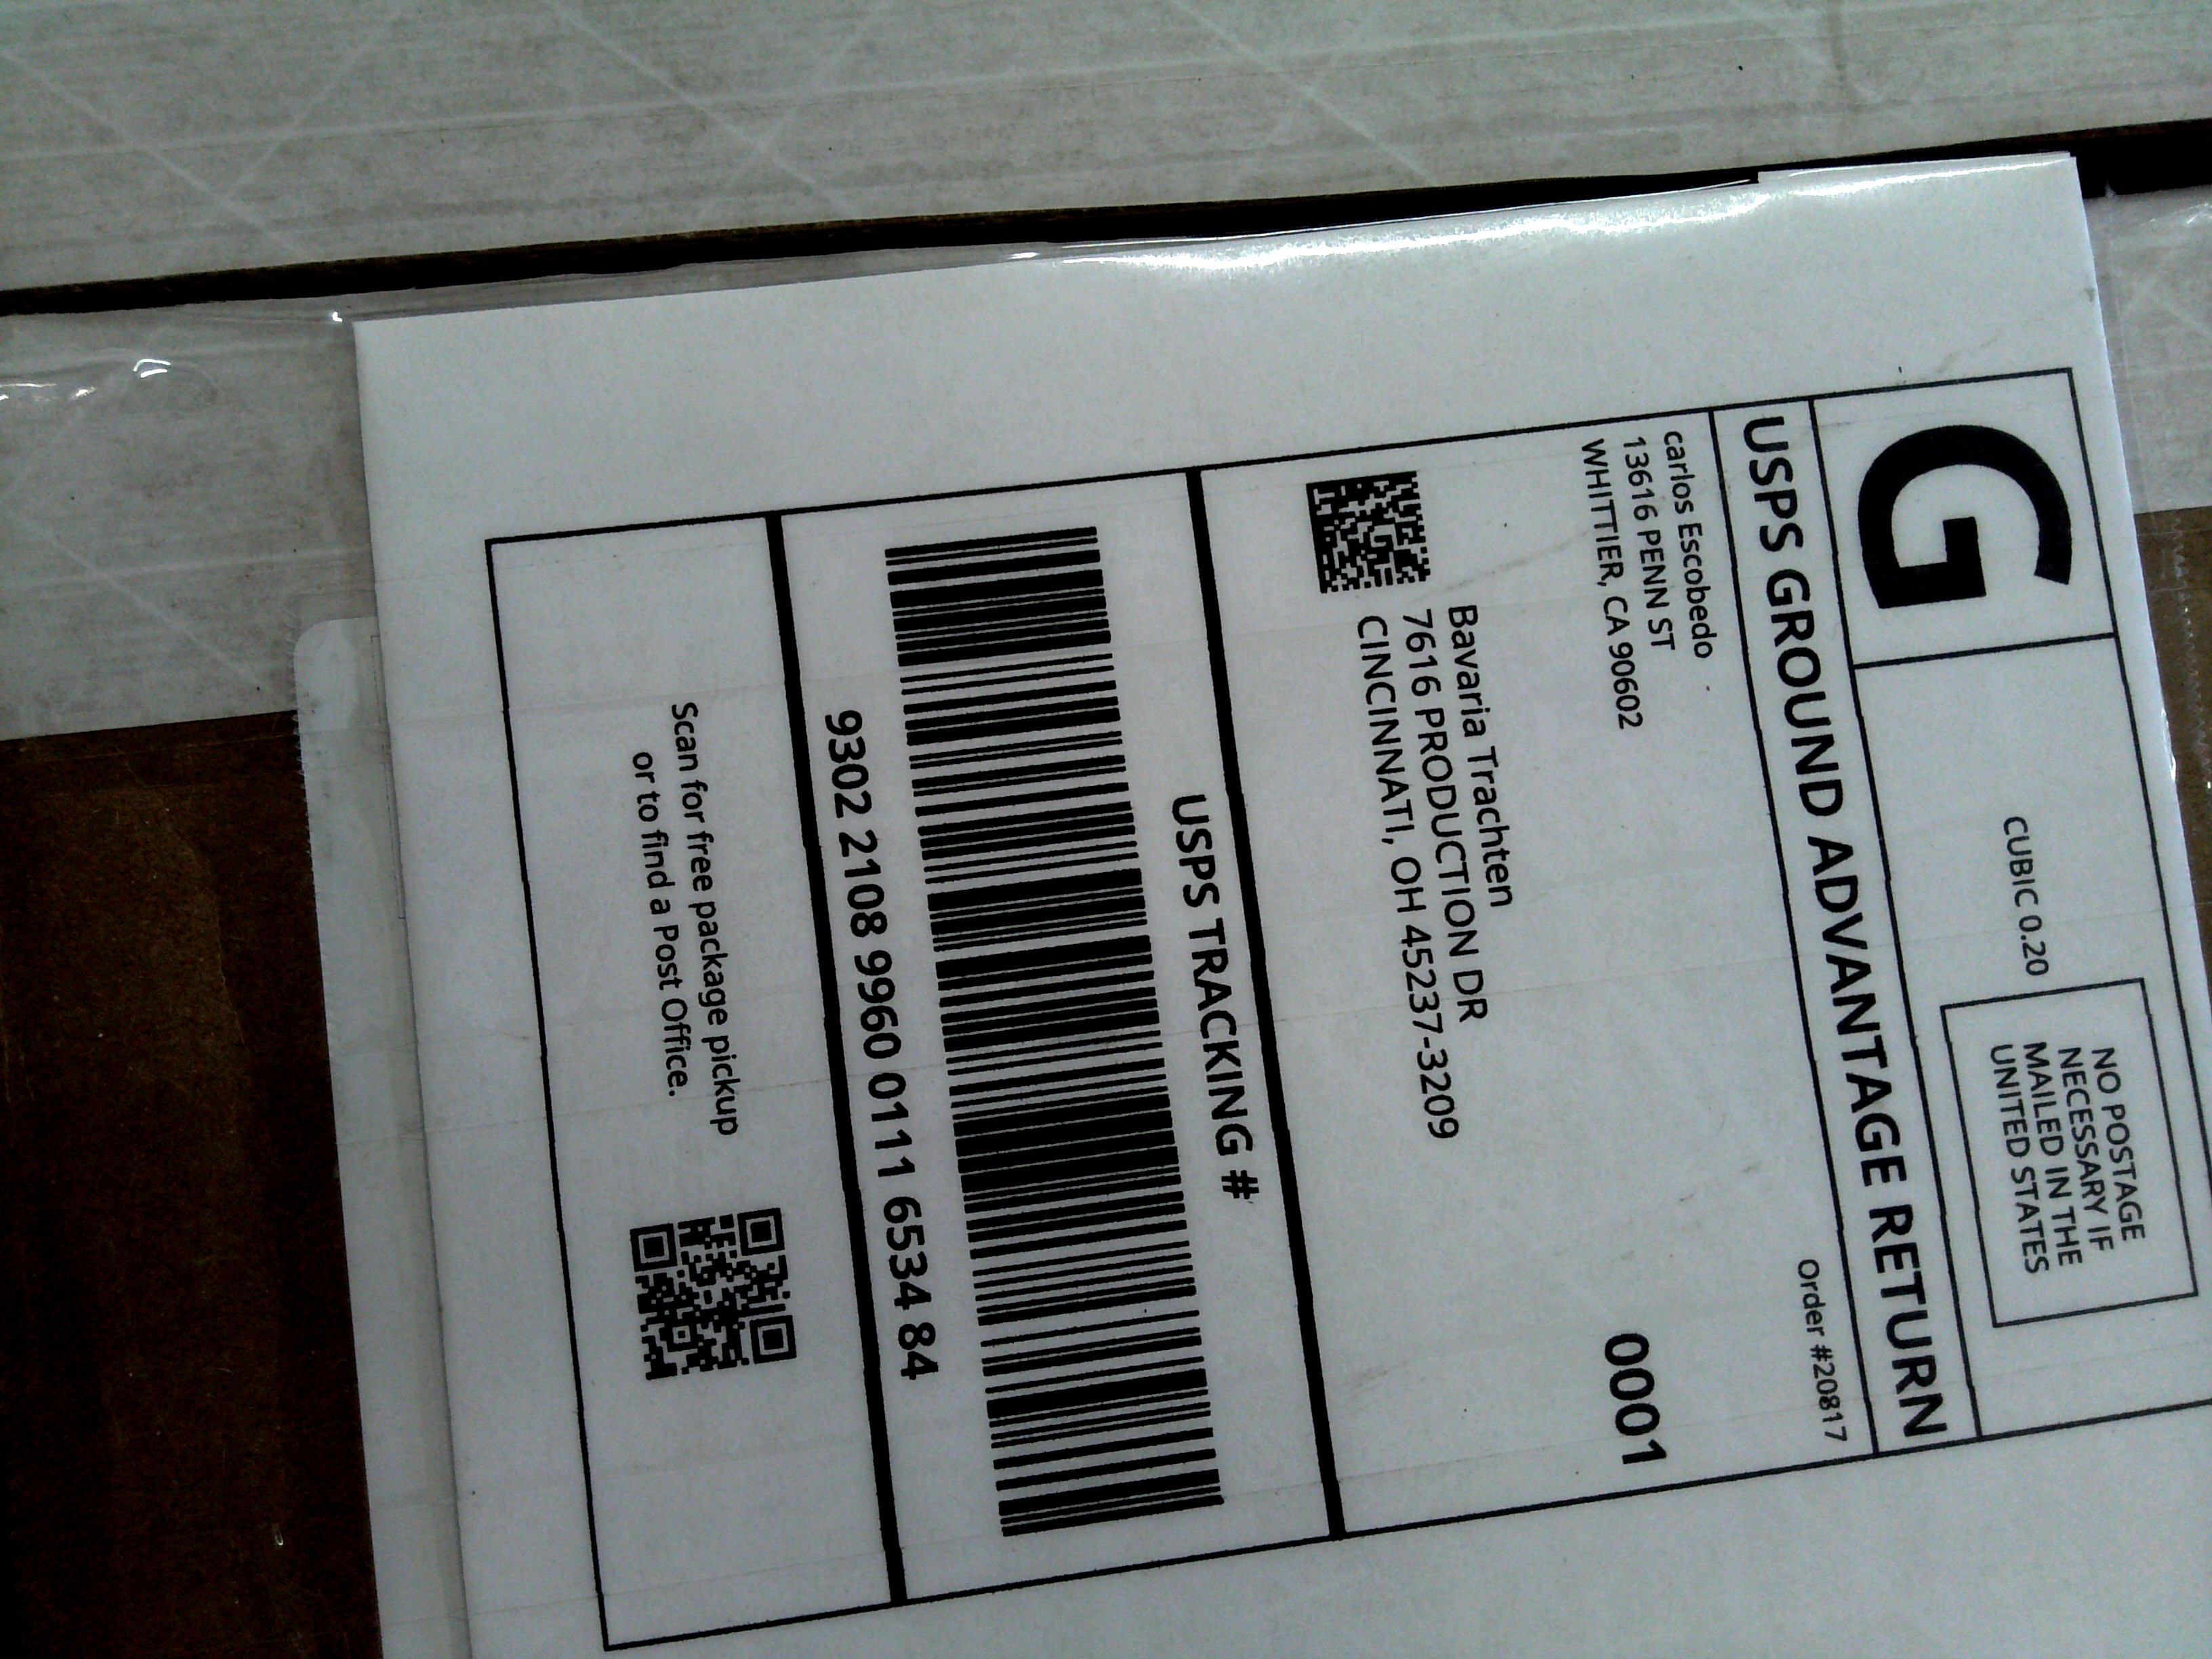 G
CUBIC 0.20
NO POSTAGE
NECESSARY IF
MAILED IN THE
UNITED STATES
USPS GROUND ADVANTAGE RETURN
carlos Escobedo
13616 PENN ST
WHITTIER, CA 90602
Order #20817
0001
Bavaria Trachten
7616 PRODUCTION DR
CINCINNATI, OH 45237-3209
USPS TRACKING #
9302 2108 9960 0111 6534 84
Scan for free package pickup
or to find a Post Office.